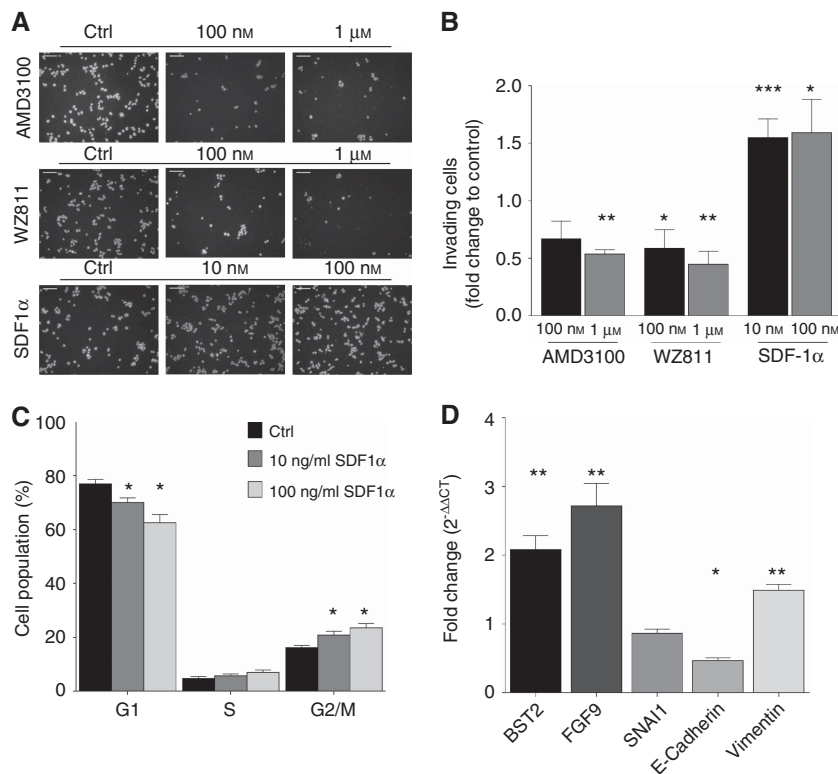 A
Ctrl 100 nM 1 µM
AMD3100
Ctrl 100 nM 1 µM
WZ811
Ctrl 10 nM 100 nM
SDF1α
B
Invading cells
(fold change to control)
2.0
1.5
1.0
0.5
0.0
** * ** *** *
100 nM 1 µM 100 nM 1 µM 10 nM 100 nM
AMD3100 WZ811 SDF-1α
C
Cell population (%)
100
80
60
40
20
0
Ctrl
10 ng/ml SDF1α
100 ng/ml SDF1α
* *
* *
G1 S G2/M
D
Fold change (2-ΔΔCT)
4
3
2
1
0
** ** * **
BST2
FGF9
SNAI1
E-Cadherin
Vimentin